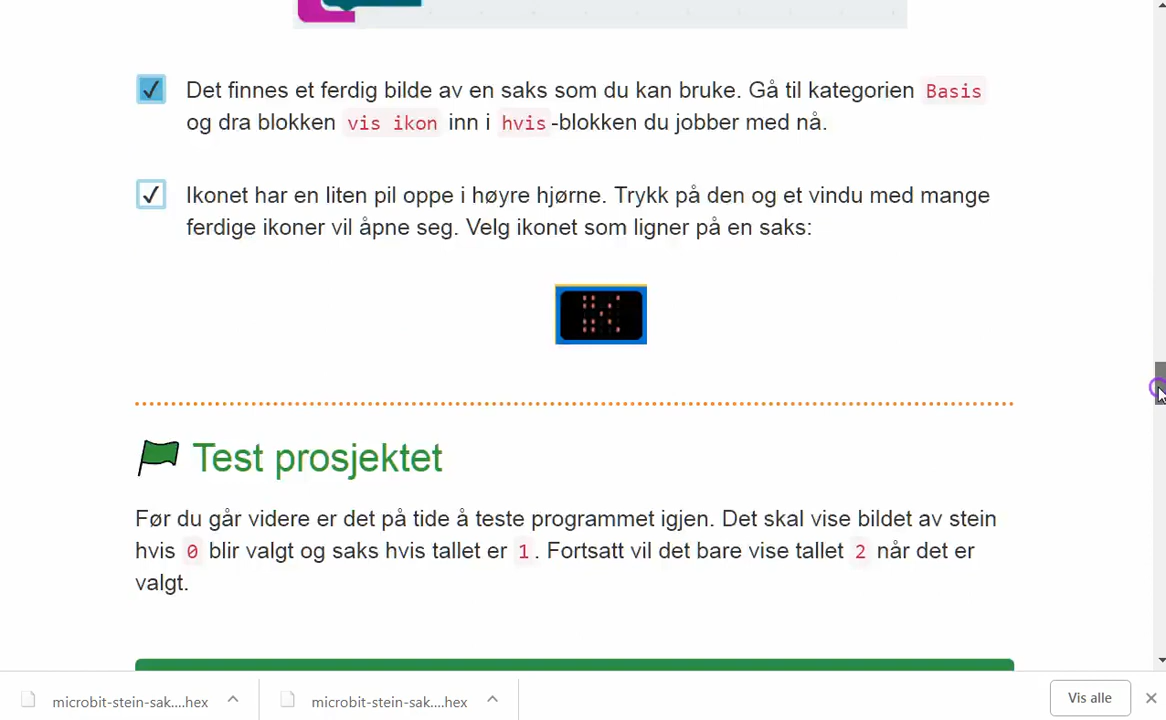 Det finnes et ferdig bilde av en saks som du kan bruke. Gå til kategorien Basis
og dra blokken vis ikon inn i hvis-blokken du jobber med nå.
Ikonet har en liten pil oppe i høyre hjørne. Trykk på den og et vindu med mange
ferdige ikoner vil åpne seg. Velg ikonet som ligner på en saks:
Test prosjektet
Før du går videre er det på tide å teste programmet igjen. Det skal vise bildet av stein
hvis 0 blir valgt og saks hvis tallet er 1. Fortsatt vil det bare vise tallet 2 når det er
valgt.
microbit-stein-sak....hex
microbit-stein-sak....hex
Vis alle